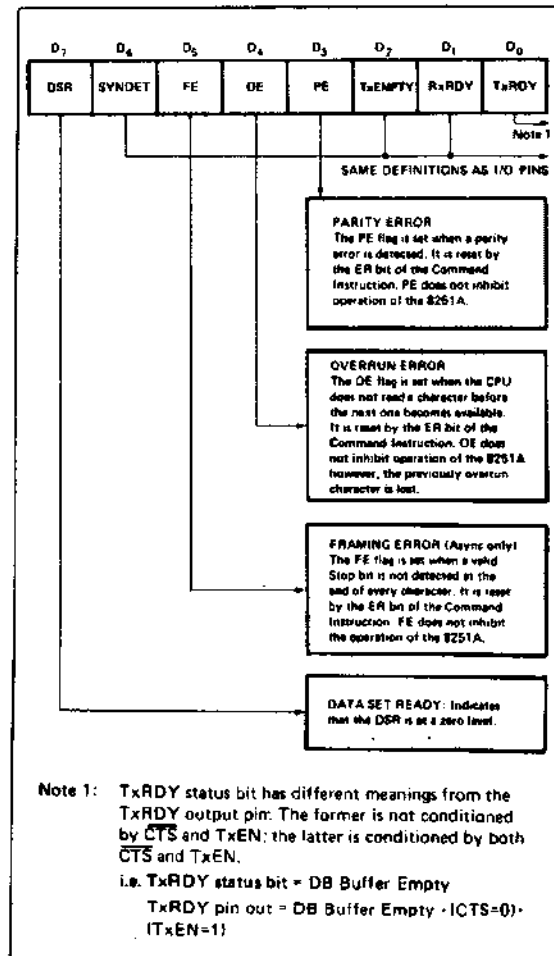 D7 D6 D5 D4 D3 D2 D1 D0
DSR SYNDET FE OE PE TxEMPTY RxRDY TxRDY
Note 1
SAME DEFINITIONS AS I/O PINS
PARITY ERROR
The PE flag is set when a parity
error is detected. It is reset by
the ER bit of the Command
Instruction. PE does not inhibit
operation of the 8251A.
OVERRUN ERROR
The OE flag is set when the CPU
does not read a character before
the next one becomes available.
It is reset by the ER bit of the
Command Instruction. OE does
not inhibit operation of the 8251A
however, the previously overrun
character is lost.
FRAMING ERROR (Async only)
The FE flag is set when a valid
Stop bit is not detected at the
end of every character. It is reset
by the ER bit of the Command
Instruction. FE does not inhibit
the operation of the 8251A.
DATA SET READY: Indicates
that the DSR is at a zero level.
Note 1: TxRDY status bit has different meanings from the
TxRDY output pin. The former is not conditioned
by CTS and TxEN; the latter is conditioned by both
CTS and TxEN.
i.e. TxRDY status bit = DB Buffer Empty
TxRDY pin out = DB Buffer Empty · (CTS=0) ·
(TxEN=1)